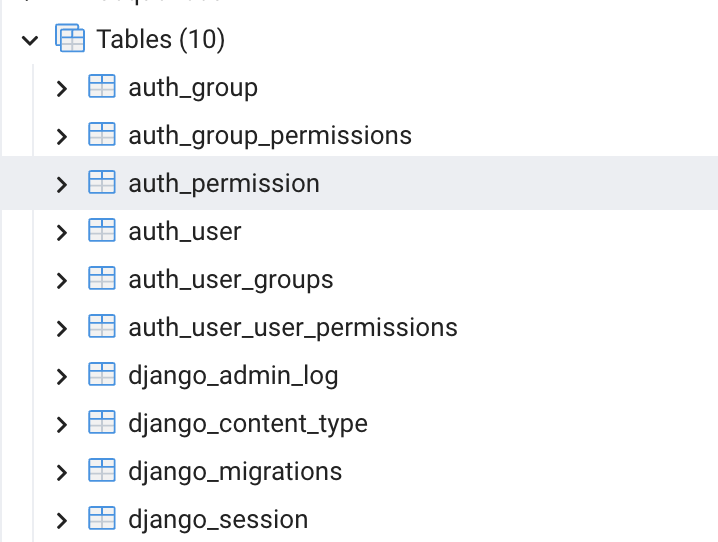 Tables (10)
auth_group
auth_group_permissions
auth_permission
auth_user
auth_user_groups
auth_user_user_permissions
django_admin_log
django_content_type
django_migrations
django_session